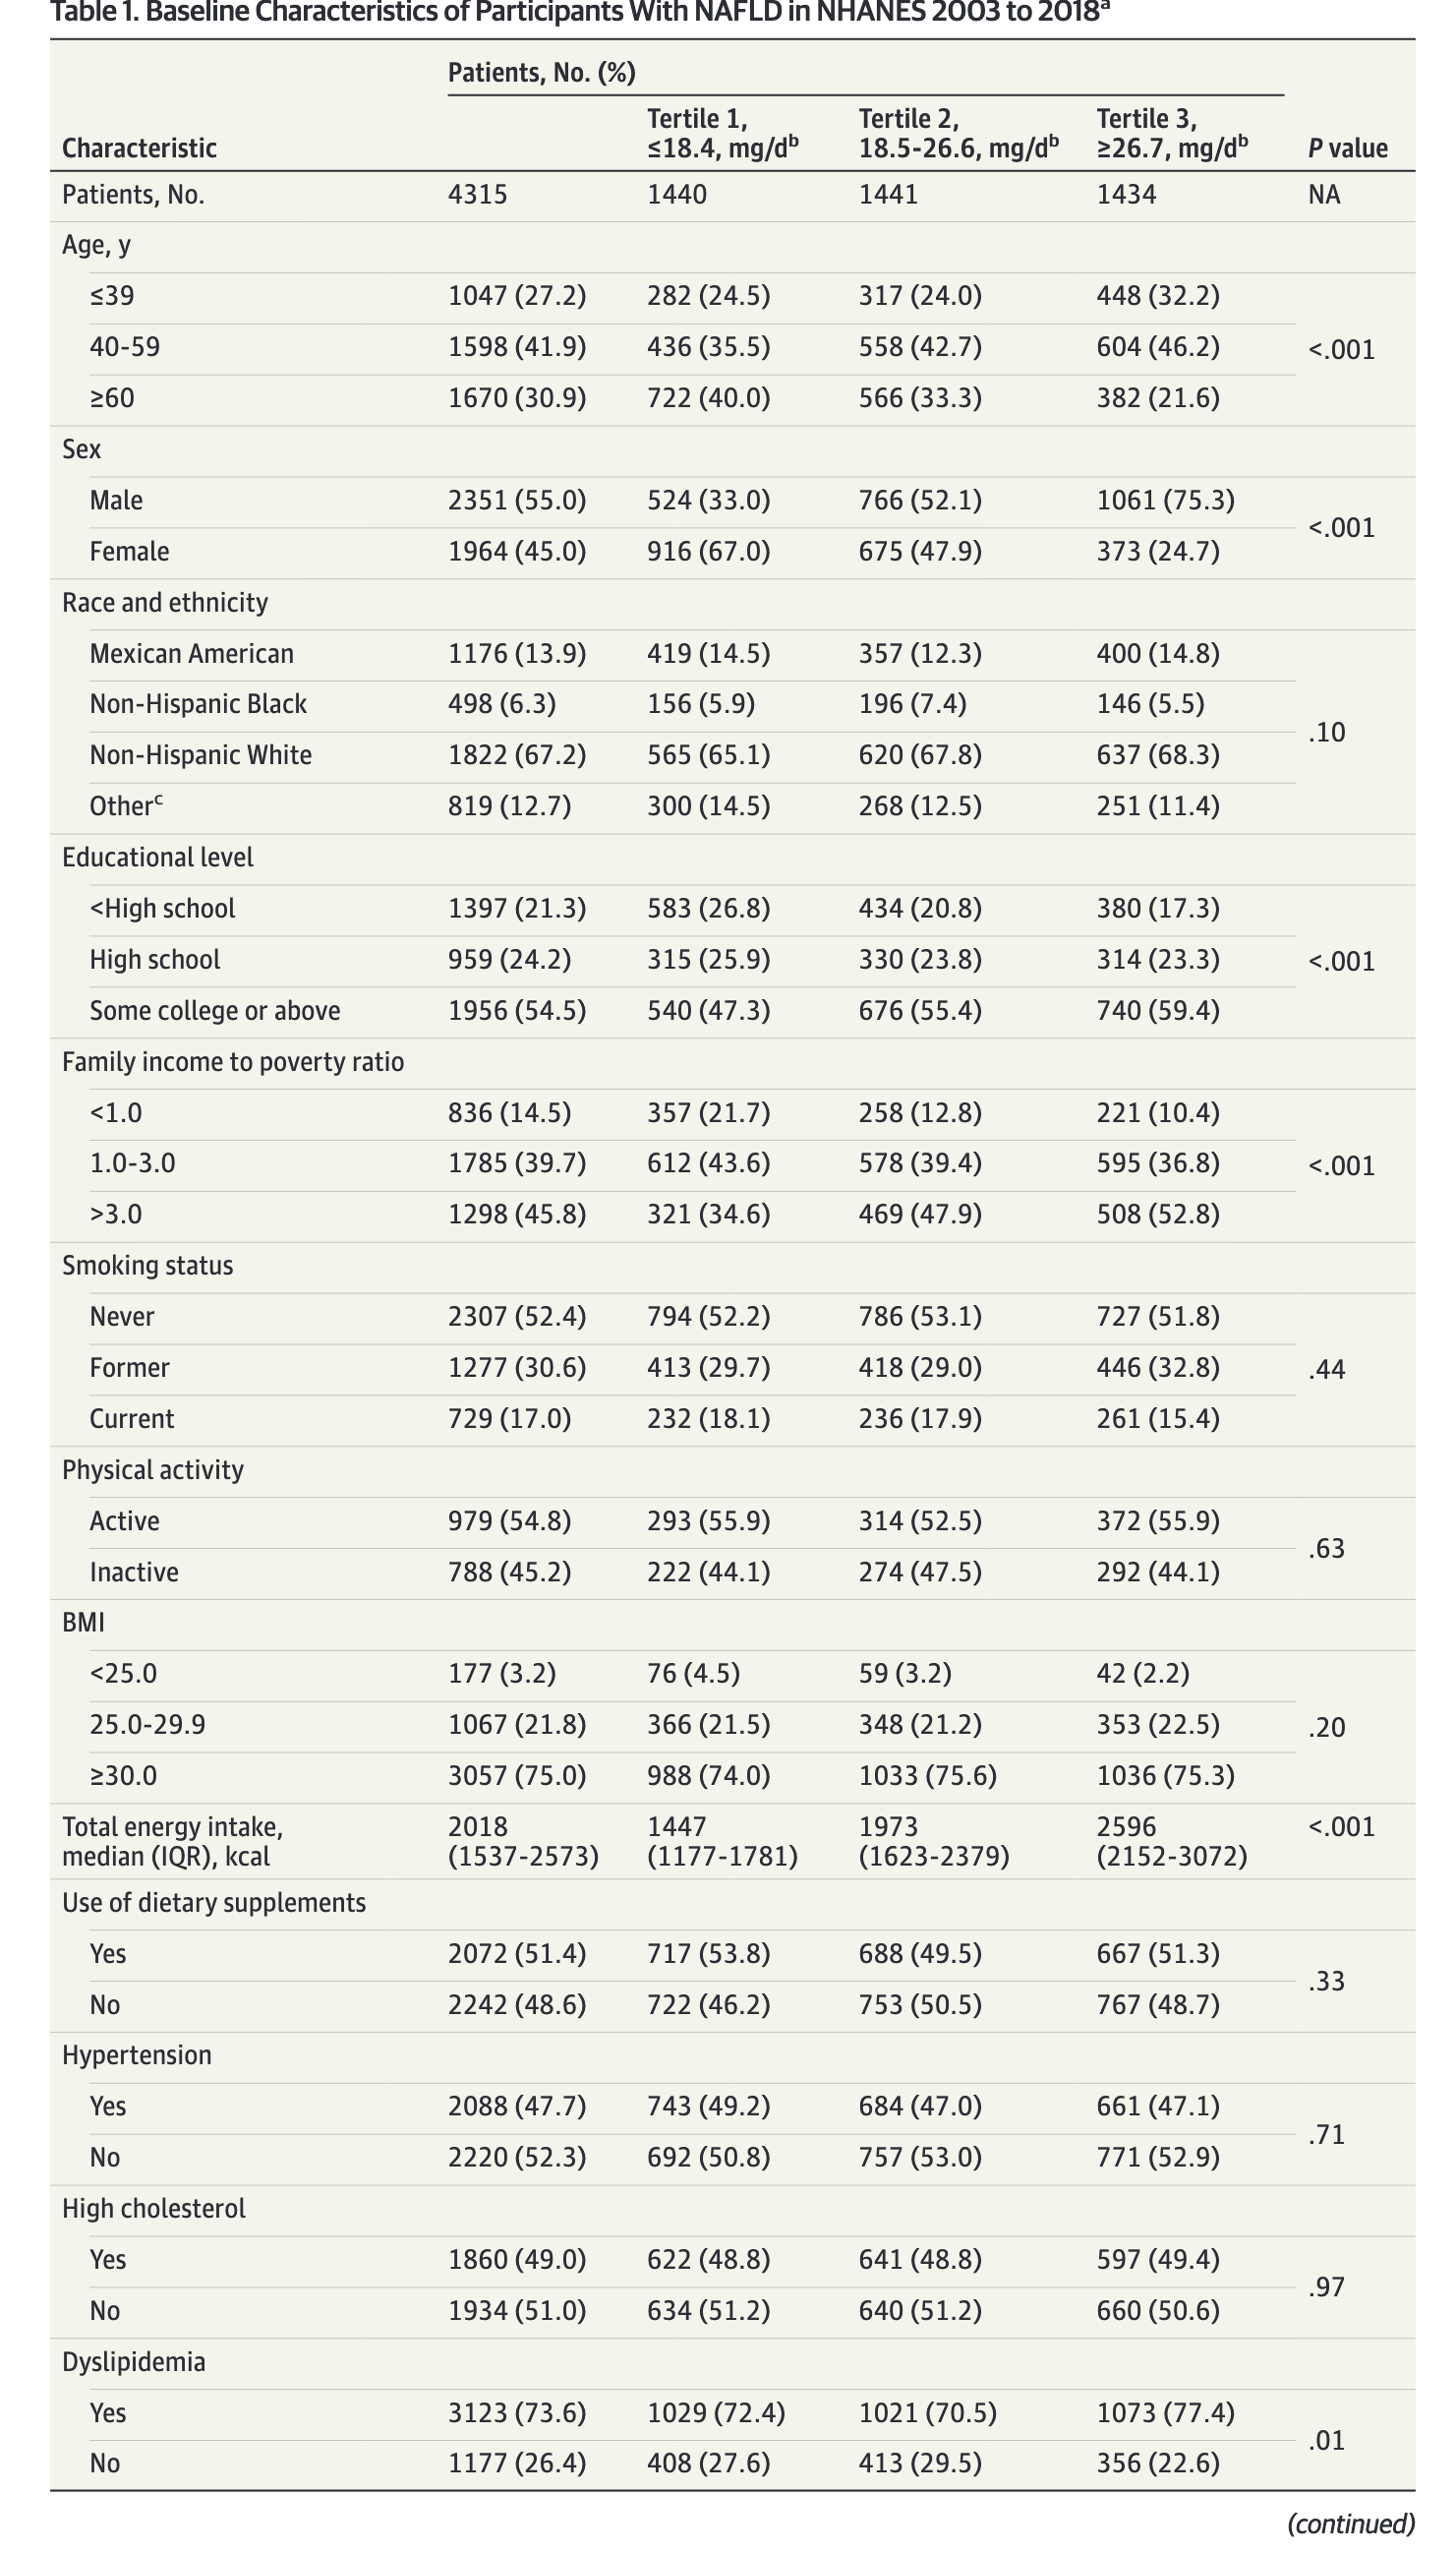 Table 1. Baseline Characteristics of Participants With NAFLD in NHANES 2003 to 2018a
Patients, No. (%)
Characteristic Tertile 1, ≤18.4, mg/db Tertile 2, 18.5-26.6, mg/db Tertile 3, ≥26.7, mg/db P value
Patients, No. 4315 1440 1441 1434 NA
Age, y
≤39 1047 (27.2) 282 (24.5) 317 (24.0) 448 (32.2)
40-59 1598 (41.9) 436 (35.5) 558 (42.7) 604 (46.2) <.001
≥60 1670 (30.9) 722 (40.0) 566 (33.3) 382 (21.6)
Sex
Male 2351 (55.0) 524 (33.0) 766 (52.1) 1061 (75.3) <.001
Female 1964 (45.0) 916 (67.0) 675 (47.9) 373 (24.7)
Race and ethnicity
Mexican American 1176 (13.9) 419 (14.5) 357 (12.3) 400 (14.8)
Non-Hispanic Black 498 (6.3) 156 (5.9) 196 (7.4) 146 (5.5) .10
Non-Hispanic White 1822 (67.2) 565 (65.1) 620 (67.8) 637 (68.3)
Otherc 819 (12.7) 300 (14.5) 268 (12.5) 251 (11.4)
Educational level
<High school 1397 (21.3) 583 (26.8) 434 (20.8) 380 (17.3)
High school 959 (24.2) 315 (25.9) 330 (23.8) 314 (23.3) <.001
Some college or above 1956 (54.5) 540 (47.3) 676 (55.4) 740 (59.4)
Family income to poverty ratio
<1.0 836 (14.5) 357 (21.7) 258 (12.8) 221 (10.4)
1.0-3.0 1785 (39.7) 612 (43.6) 578 (39.4) 595 (36.8) <.001
>3.0 1298 (45.8) 321 (34.6) 469 (47.9) 508 (52.8)
Smoking status
Never 2307 (52.4) 794 (52.2) 786 (53.1) 727 (51.8)
Former 1277 (30.6) 413 (29.7) 418 (29.0) 446 (32.8) .44
Current 729 (17.0) 232 (18.1) 236 (17.9) 261 (15.4)
Physical activity
Active 979 (54.8) 293 (55.9) 314 (52.5) 372 (55.9) .63
Inactive 788 (45.2) 222 (44.1) 274 (47.5) 292 (44.1)
BMI
<25.0 177 (3.2) 76 (4.5) 59 (3.2) 42 (2.2)
25.0-29.9 1067 (21.8) 366 (21.5) 348 (21.2) 353 (22.5) .20
≥30.0 3057 (75.0) 988 (74.0) 1033 (75.6) 1036 (75.3)
Total energy intake, 2018 1447 1973 2596 <.001
median (IQR), kcal (1537-2573) (1177-1781) (1623-2379) (2152-3072)
Use of dietary supplements
Yes 2072 (51.4) 717 (53.8) 688 (49.5) 667 (51.3) .33
No 2242 (48.6) 722 (46.2) 753 (50.5) 767 (48.7)
Hypertension
Yes 2088 (47.7) 743 (49.2) 684 (47.0) 661 (47.1) .71
No 2220 (52.3) 692 (50.8) 757 (53.0) 771 (52.9)
High cholesterol
Yes 1860 (49.0) 622 (48.8) 641 (48.8) 597 (49.4) .97
No 1934 (51.0) 634 (51.2) 640 (51.2) 660 (50.6)
Dyslipidemia
Yes 3123 (73.6) 1029 (72.4) 1021 (70.5) 1073 (77.4) .01
No 1177 (26.4) 408 (27.6) 413 (29.5) 356 (22.6)
(continued)